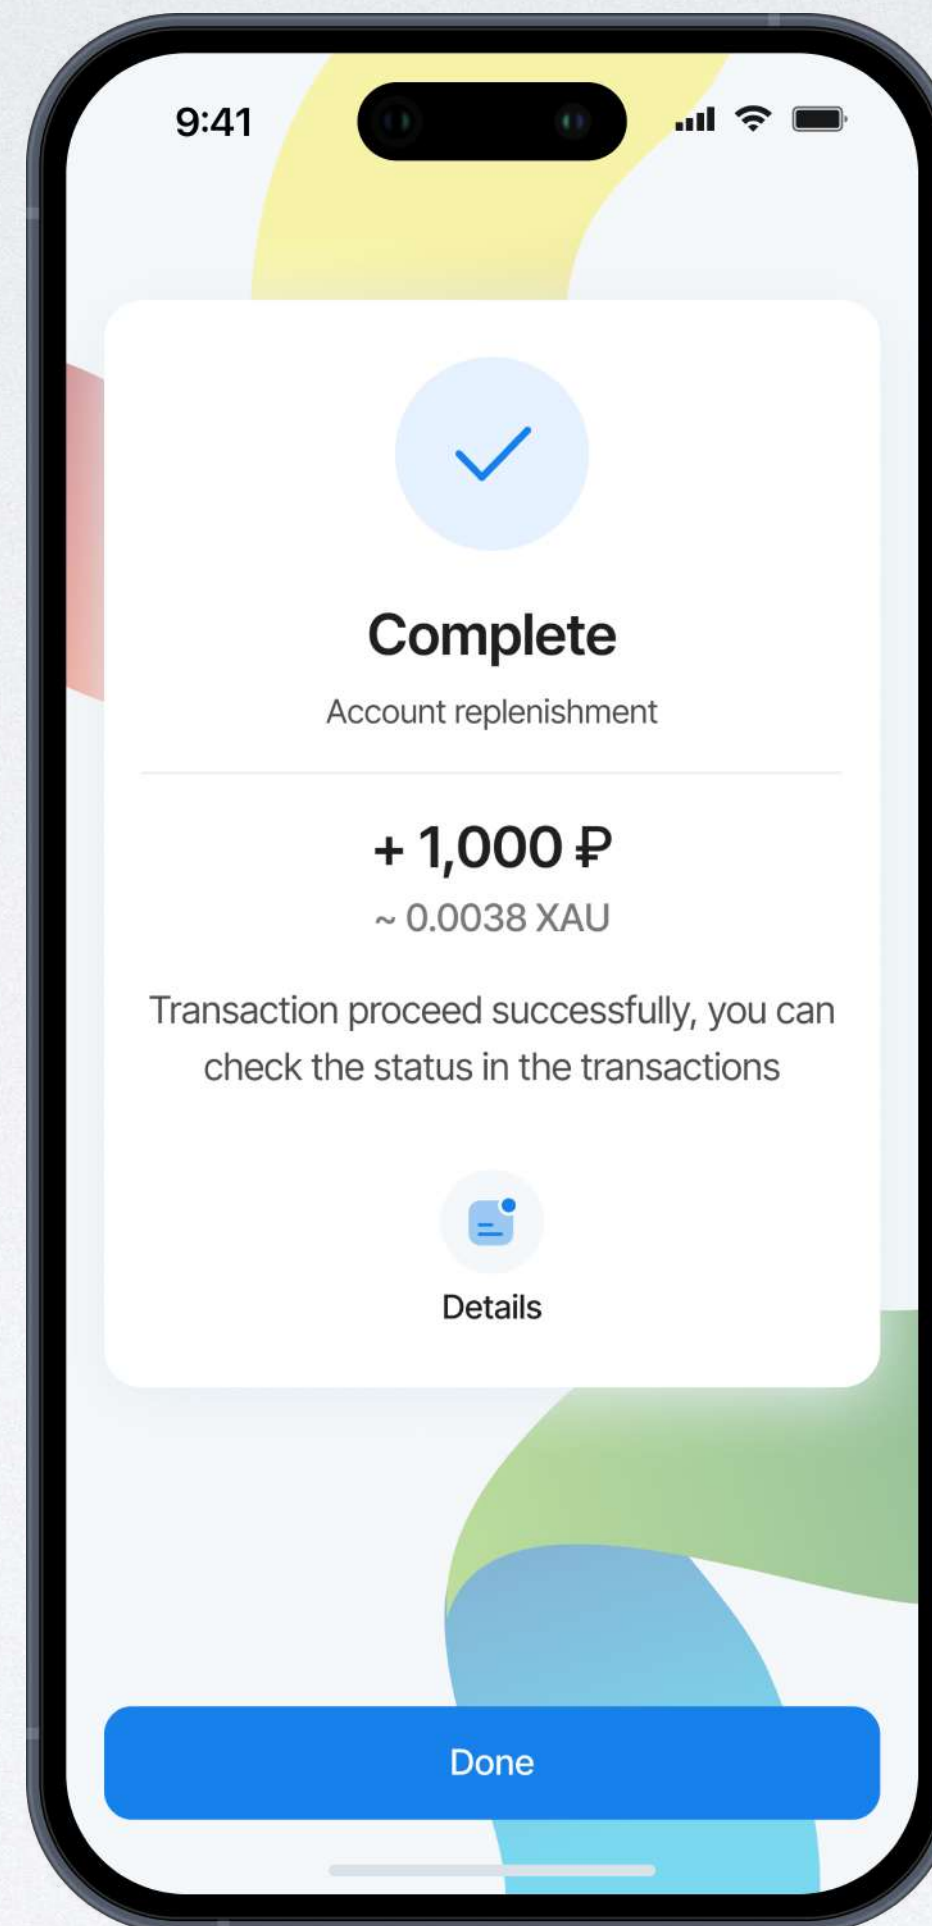 9:41
Complete
Account replenishment
+ 1,000 ₽
~ 0.0038 XAU
Transaction proceed successfully, you can
check the status in the transactions
Details
Done